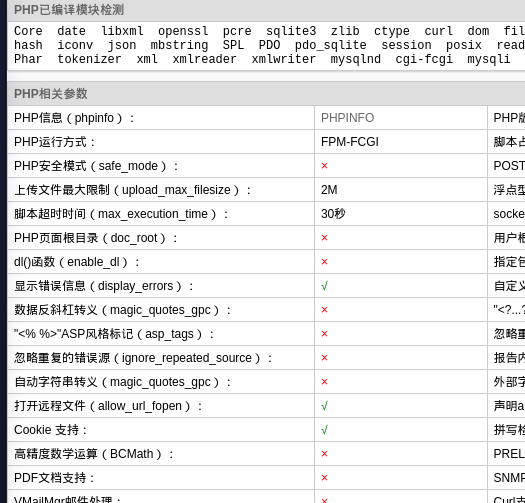 PHP已编译模块检测
Core date libxml openssl pcre sqlite3 zlib ctype curl dom fil
hash iconv json mbstring SPL PDO pdo_sqlite session posix read
Phar tokenizer xml xmlreader xmlwriter mysqlnd cgi-fcgi mysqli
PHP相关参数
PHP信息（phpinfo）： PHPINFO PHP版
PHP运行方式： FPM-FCGI 脚本占
PHP安全模式（safe_mode）： × POST
上传文件最大限制（upload_max_filesize）： 2M 浮点型
脚本超时时间（max_execution_time）： 30秒 socke
PHP页面根目录（doc_root）： × 用户根
dl()函数（enable_dl）： × 指定包
显示错误信息（display_errors）： √ 自定义
数据反斜杠转义（magic_quotes_gpc）： × "<?...?
"<% %>"ASP风格标记（asp_tags）： × 忽略重
忽略重复的错误源（ignore_repeated_source）： × 报告内
自动字符串转义（magic_quotes_gpc）： × 外部字
打开远程文件（allow_url_fopen）： √ 声明a
Cookie 支持： √ 拼写检
高精度数学运算（BCMath）： × PREL
PDF文档支持： × SNMP
VMailMgr邮件处理： × Curl支